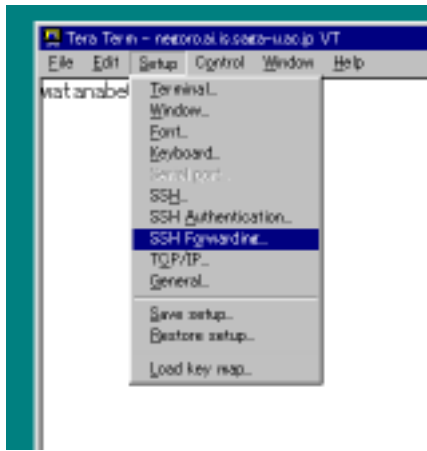 Tera Term - negoro.ai.is.saga-u.ac.jp VT
File Edit Setup Control Window Help
watanabe
Terminal...
Window...
Font...
Keyboard...
Serial port...
SSH...
SSH Authentication...
SSH Forwarding...
TCP/IP...
General...
Save setup...
Restore setup...
Load key map...